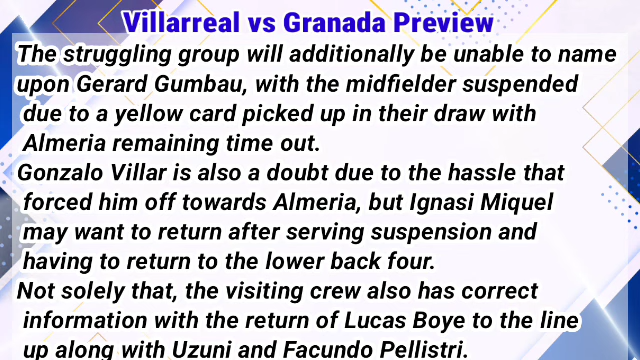 Villarreal vs Granada Preview
The struggling group will additionally be unable to name
upon Gerard Gumbau, with the midfielder suspended
due to a yellow card picked up in their draw with
Almeria remaining time out.
Gonzalo Villar is also a doubt due to the hassle that
forced him off towards Almeria, but Ignasi Miquel
may want to return after serving suspension and
having to return to the lower back four.
Not solely that, the visiting crew also has correct
information with the return of Lucas Boye to the line
up along with Uzuni and Facundo Pellistri.